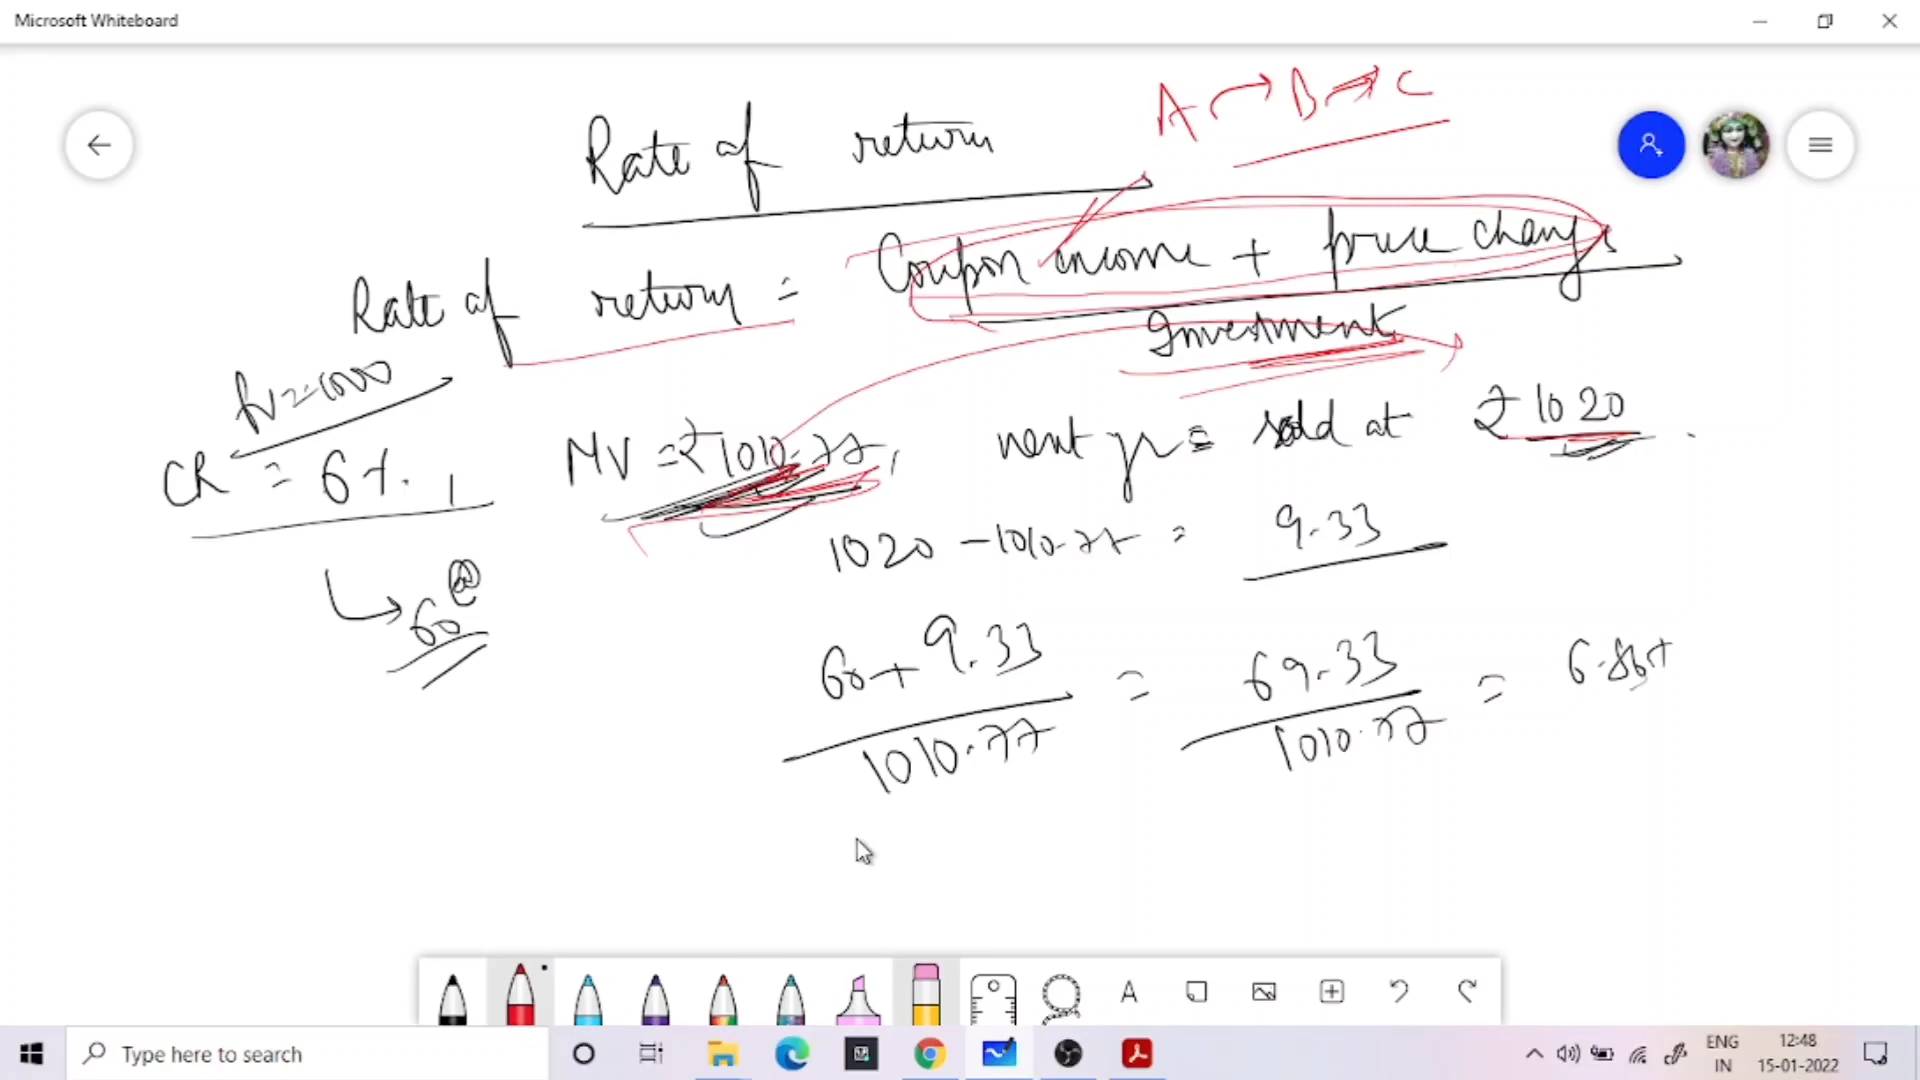 Microsoft Whiteboard
A → B → C
Rate of return
Rate of return = Coupon income + price change
Investment
fv = 1000
CR = 6%. MV = ₹1010.77, next yr = sold at ₹1020.
1020 - 1010.77 = 9.33
60
60 + 9.33 = 69.33 = 6.86%
1010.77 1010.77
A
Type here to search
ENG
IN
12:48
15-01-2022